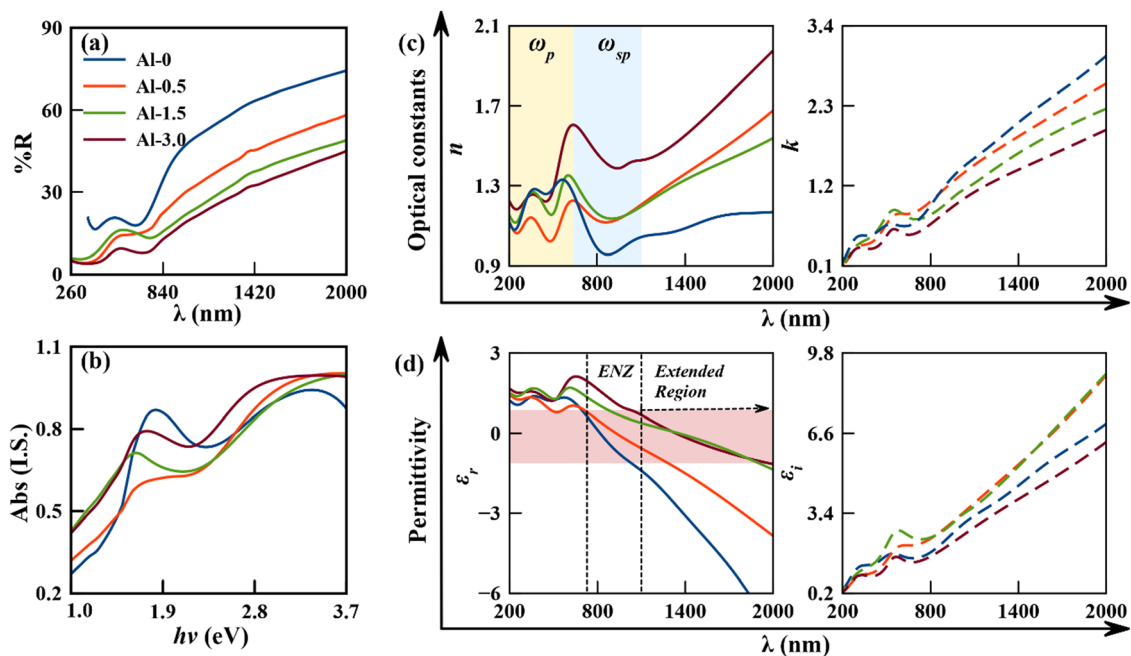 (a)
Al-0
Al-0.5
Al-1.5
Al-3.0
%R
90
60
30
0
260
840
1420
2000
λ (nm)
(b)
Abs (I.S.)
1.1
0.8
0.5
0.2
1.0
1.9
2.8
3.7
hν (eV)
(c)
Optical constants
n
2.1
1.7
1.3
0.9
ωp
ωsp
200
800
1400
2000
k
3.4
2.3
1.2
0.1
200
800
1400
2000
λ (nm)
(d)
Permittivity
εr
3
0
−3
−6
ENZ
Extended
Region
200
800
1400
2000
εi
9.8
6.6
3.4
0.2
200
800
1400
2000
λ (nm)